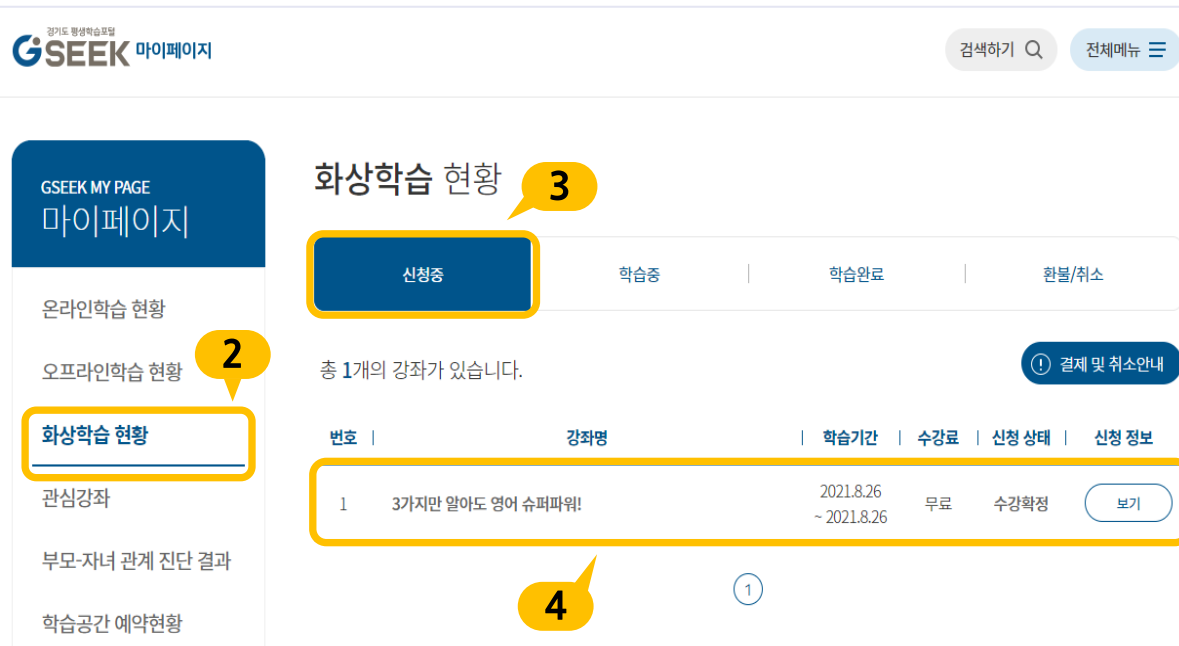 경기도 평생학습포털
GSEEK 마이페이지
검색하기
전체메뉴
GSEEK MY PAGE
마이페이지
온라인학습 현황
오프라인학습 현황
2
화상학습 현황
관심강좌
부모-자녀 관계 진단 결과
학습공간 예약현황
화상학습 현황
3
신청중 학습중 | 학습완료 | 환불/취소
총 1개의 강좌가 있습니다.
결제 및 취소안내
번호 | 강좌명 | 학습기간 | 수강료 | 신청 상태 | 신청 정보
1 3가지만 알아도 영어 슈퍼파워! 2021.8.26 ~ 2021.8.26 무료 수강확정 보기
4
1